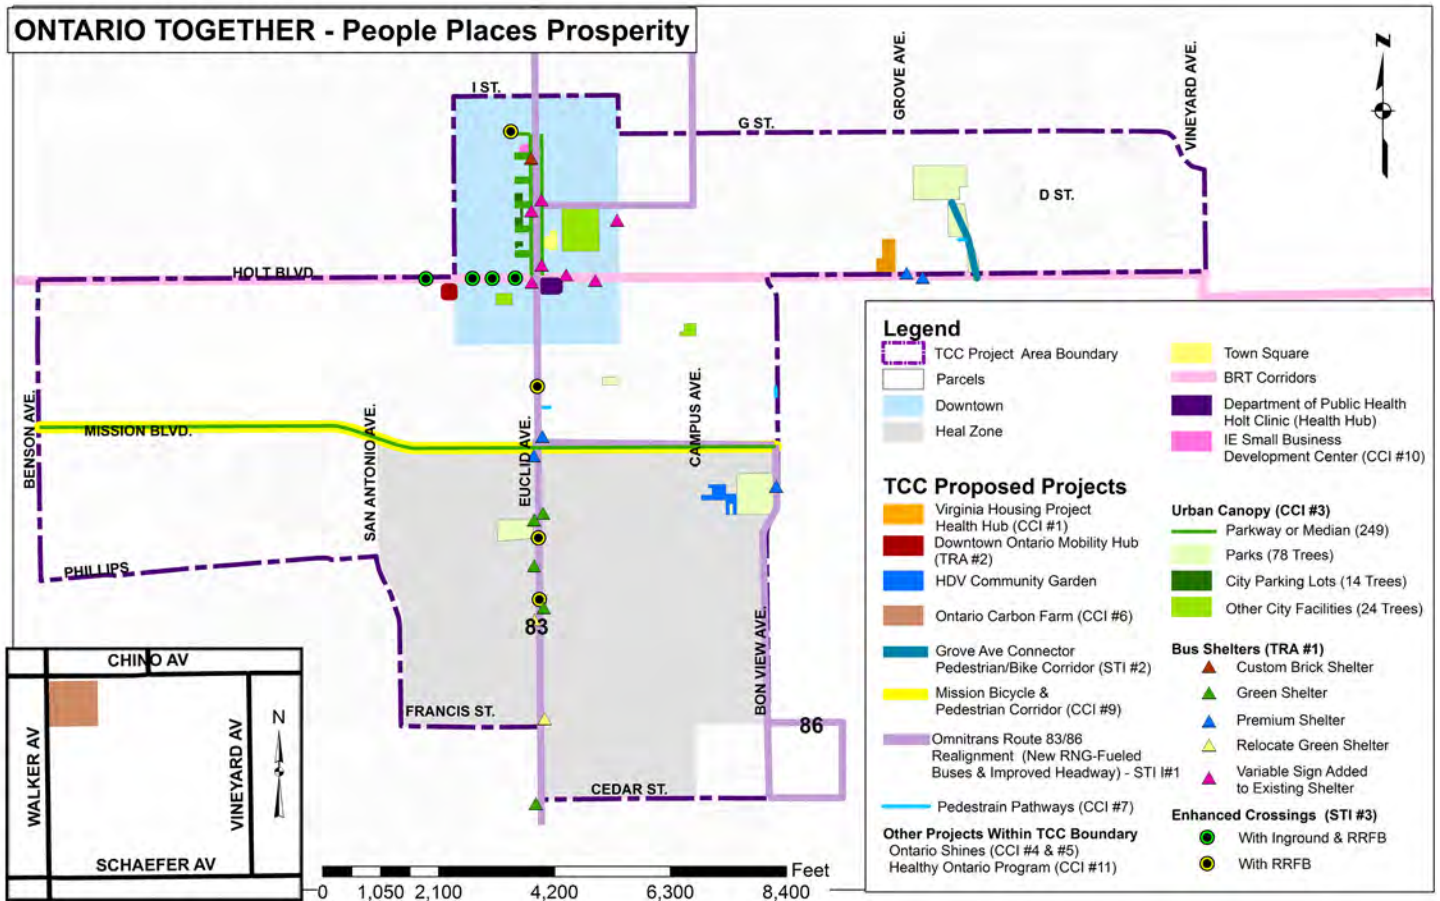 ONTARIO TOGETHER - People Places Prosperity
I ST.
G ST.
GROVE AVE.
VINEYARD AVE.
Z
D ST.
HOLT BLVD
BENSON AVE.
MISSION BLVD.
SAN ANTONIO AVE.
EUCLID AVE.
CAMPUS AVE.
PHILLIPS
83
BON VIEW AVE.
FRANCIS ST.
86
CEDAR ST.
CHINO AV
WALKER AV
VINEYARD AV
N
SCHAEFER AV
Feet
0 1,050 2,100 4,200 6,300 8,400
Legend
TCC Project Area Boundary
Parcels
Downtown
Heal Zone
Town Square
BRT Corridors
Department of Public Health
Holt Clinic (Health Hub)
IE Small Business
Development Center (CCI #10)
TCC Proposed Projects
Virginia Housing Project
Health Hub (CCI #1)
Downtown Ontario Mobility Hub
(TRA #2)
HDV Community Garden
Ontario Carbon Farm (CCI #6)
Grove Ave Connector
Pedestrian/Bike Corridor (STI #2)
Mission Bicycle &
Pedestrian Corridor (CCI #9)
Omnitrans Route 83/86
Realignment (New RNG-Fueled
Buses & Improved Headway) - STI I#1
Pedestrain Pathways (CCI #7)
Other Projects Within TCC Boundary
Ontario Shines (CCI #4 & #5)
Healthy Ontario Program (CCI #11)
Urban Canopy (CCI #3)
Parkway or Median (249)
Parks (78 Trees)
City Parking Lots (14 Trees)
Other City Facilities (24 Trees)
Bus Shelters (TRA #1)
Custom Brick Shelter
Green Shelter
Premium Shelter
Relocate Green Shelter
Variable Sign Added
to Existing Shelter
Enhanced Crossings (STI #3)
With Inground & RRFB
With RRFB